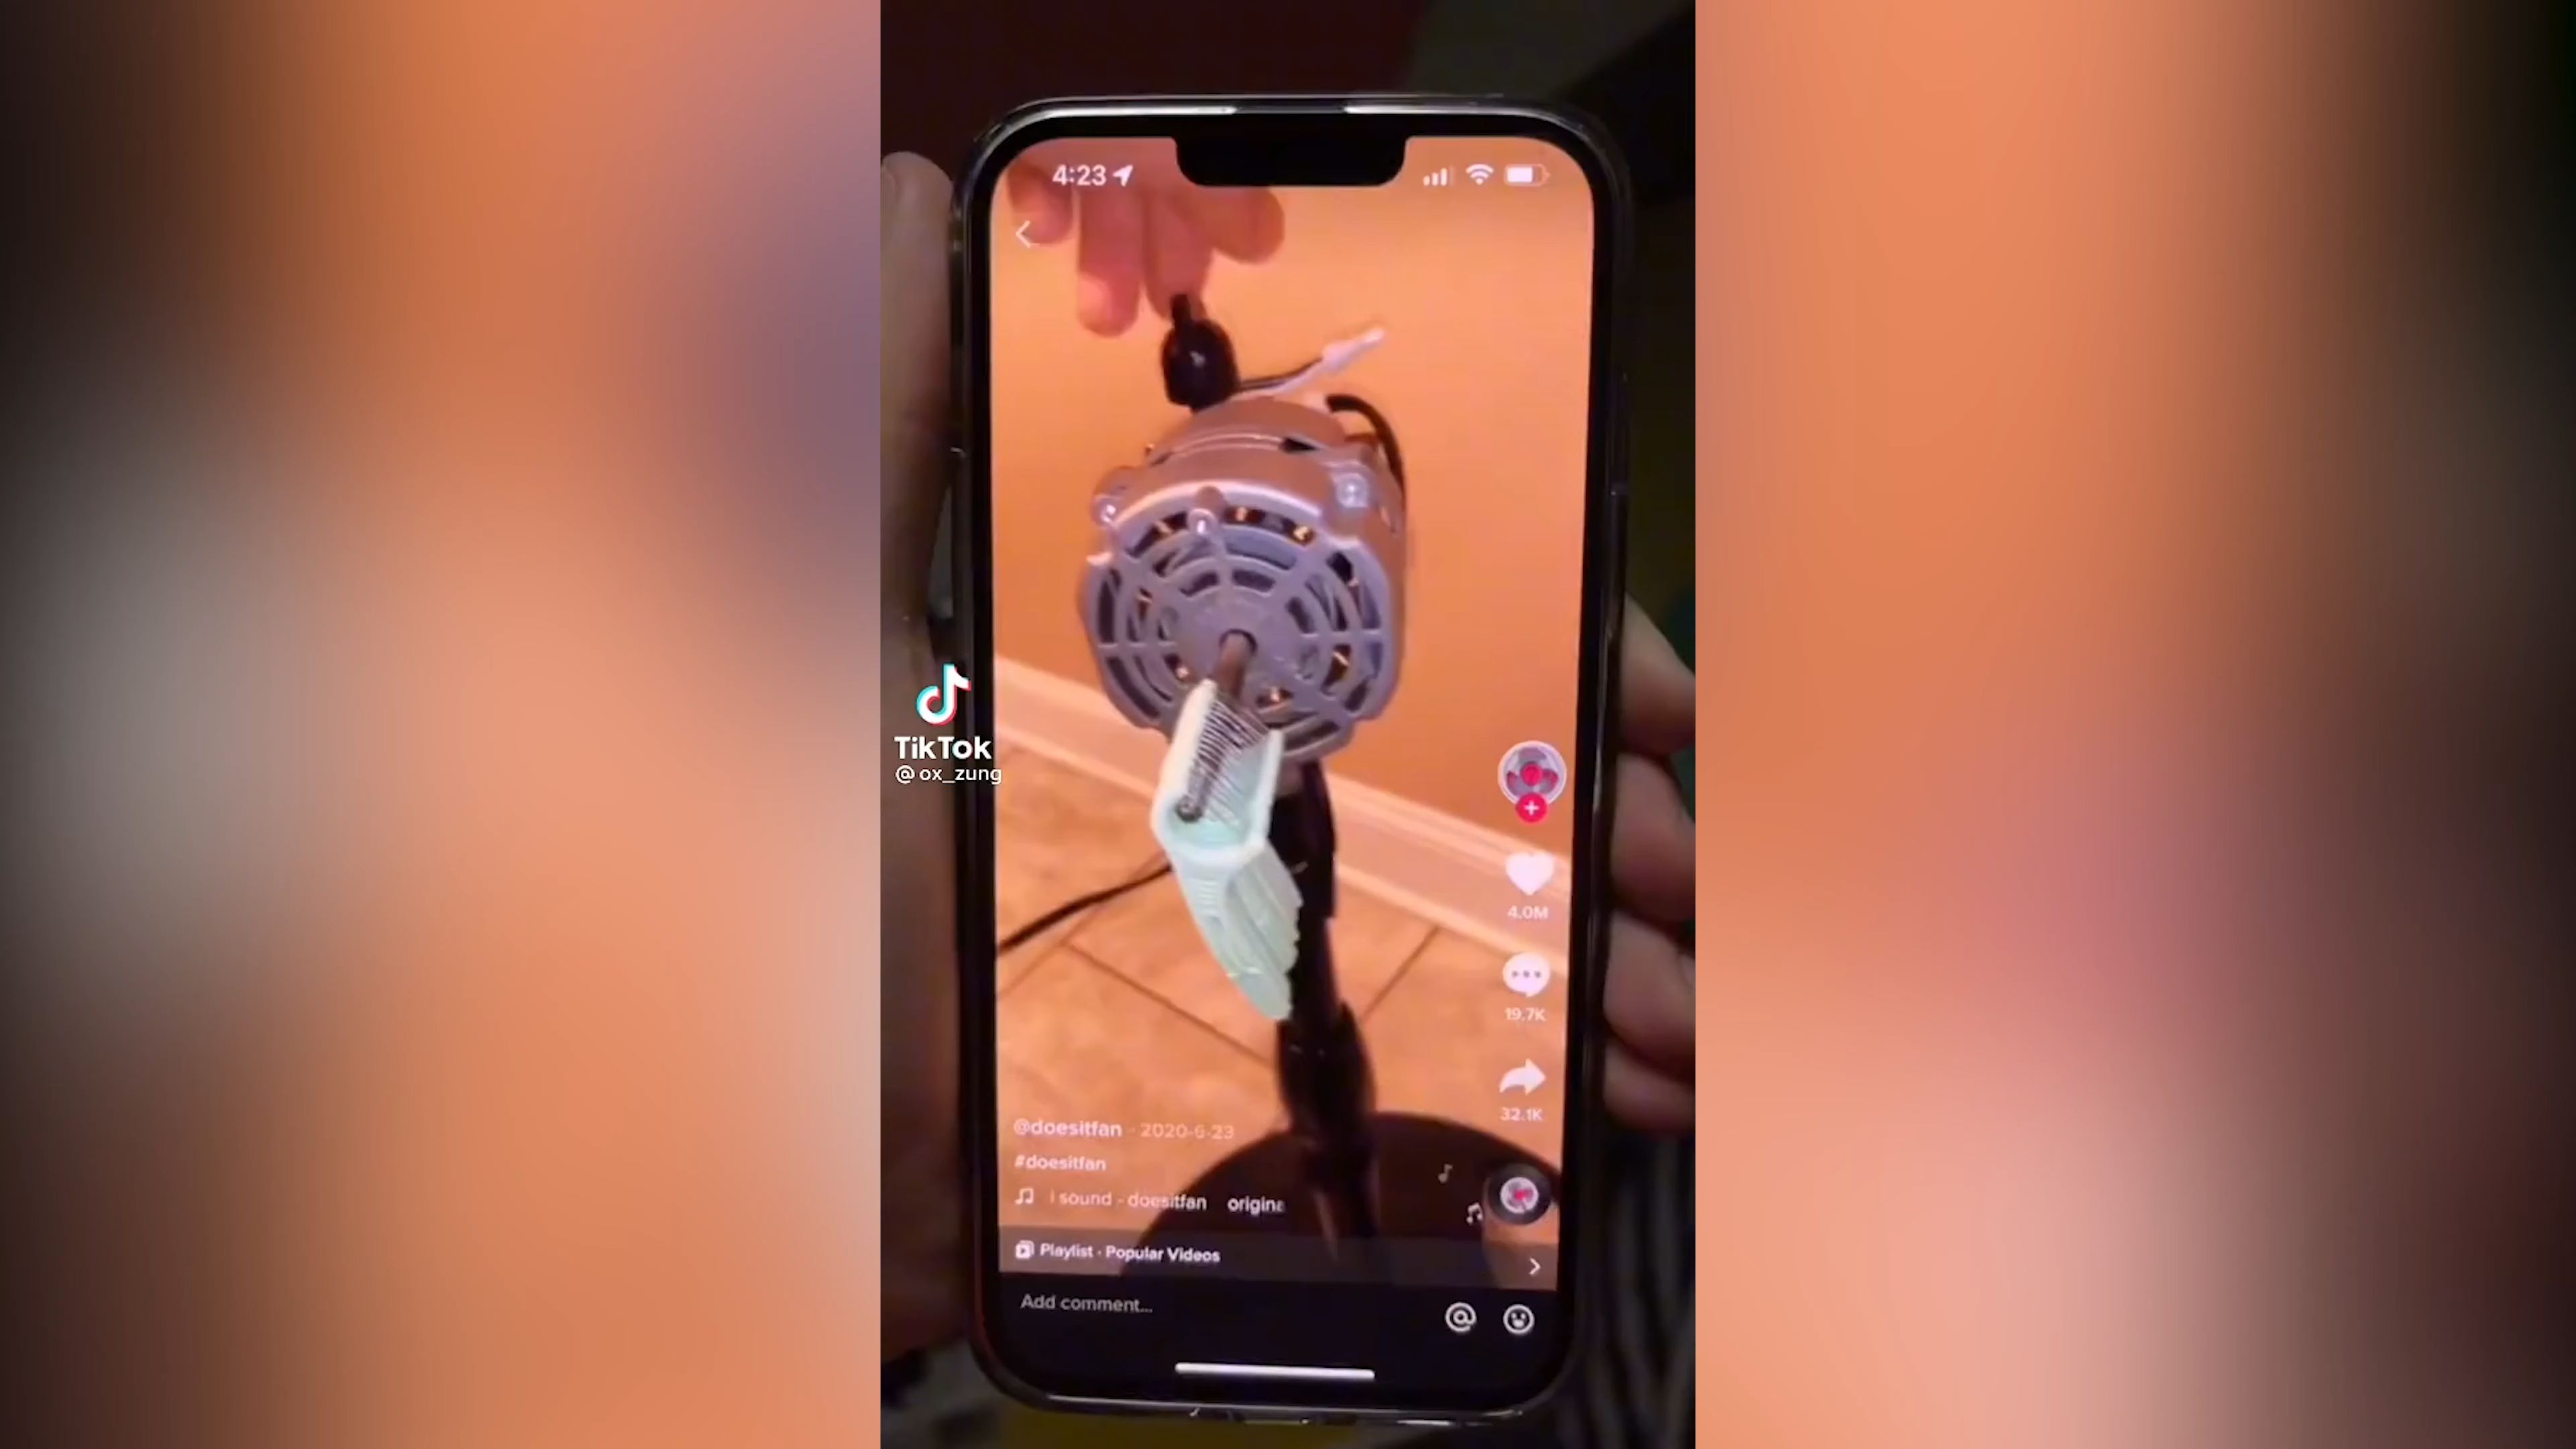 4:23
TikTok
@ox_zung
4.0M
19.7K
32.1K
@doesitfan · 2020-6-23
#doesitfan
l sound - doesitfan origina
Playlist · Popular Videos
Add comment...